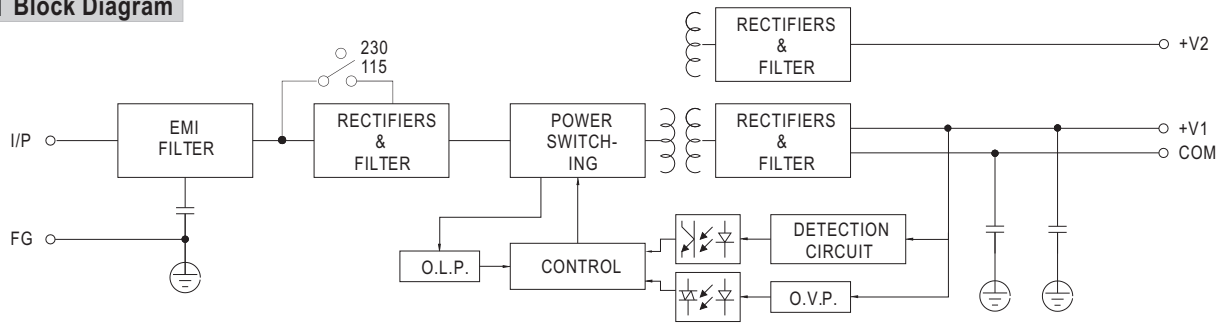 Block Diagram
RECTIFIERS
&
FILTER
+V2
230
115
I/P
EMI
FILTER
RECTIFIERS
&
FILTER
POWER
SWITCH-
ING
RECTIFIERS
&
FILTER
+V1
COM
FG
O.L.P.
CONTROL
DETECTION
CIRCUIT
O.V.P.